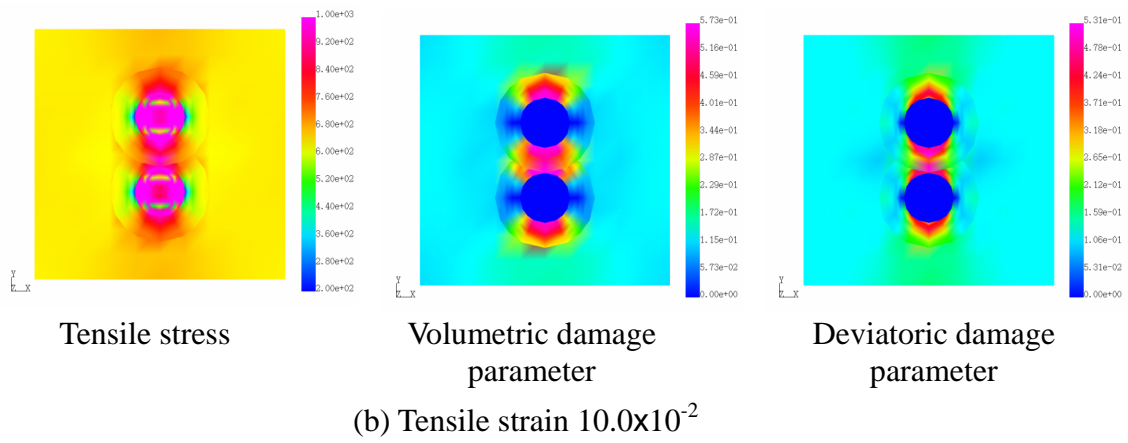 1.00e+03
9.20e+02
8.40e+02
7.60e+02
6.80e+02
6.00e+02
5.20e+02
4.40e+02
3.60e+02
2.80e+02
2.00e+02
Y
Z X
5.73e-01
5.16e-01
4.59e-01
4.01e-01
3.44e-01
2.87e-01
2.29e-01
1.72e-01
1.15e-01
5.73e-02
0.00e+00
Y
Z X
5.31e-01
4.78e-01
4.24e-01
3.71e-01
3.18e-01
2.65e-01
2.12e-01
1.59e-01
1.06e-01
5.31e-02
0.00e+00
Y
Z X
Tensile stress
Volumetric damage
parameter
Deviatoric damage
parameter
(b) Tensile strain 10.0x10⁻²